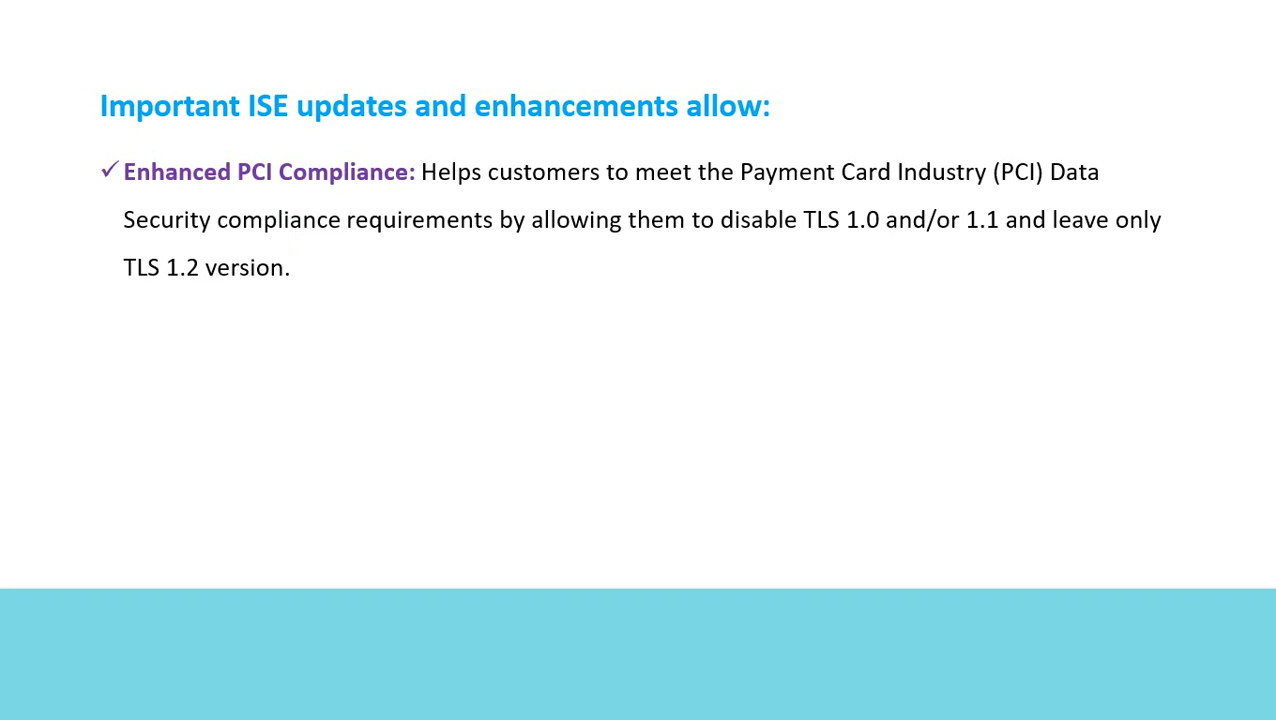 Important ISE updates and enhancements allow:
✓ Enhanced PCI Compliance: Helps customers to meet the Payment Card Industry (PCI) Data
Security compliance requirements by allowing them to disable TLS 1.0 and/or 1.1 and leave only
TLS 1.2 version.